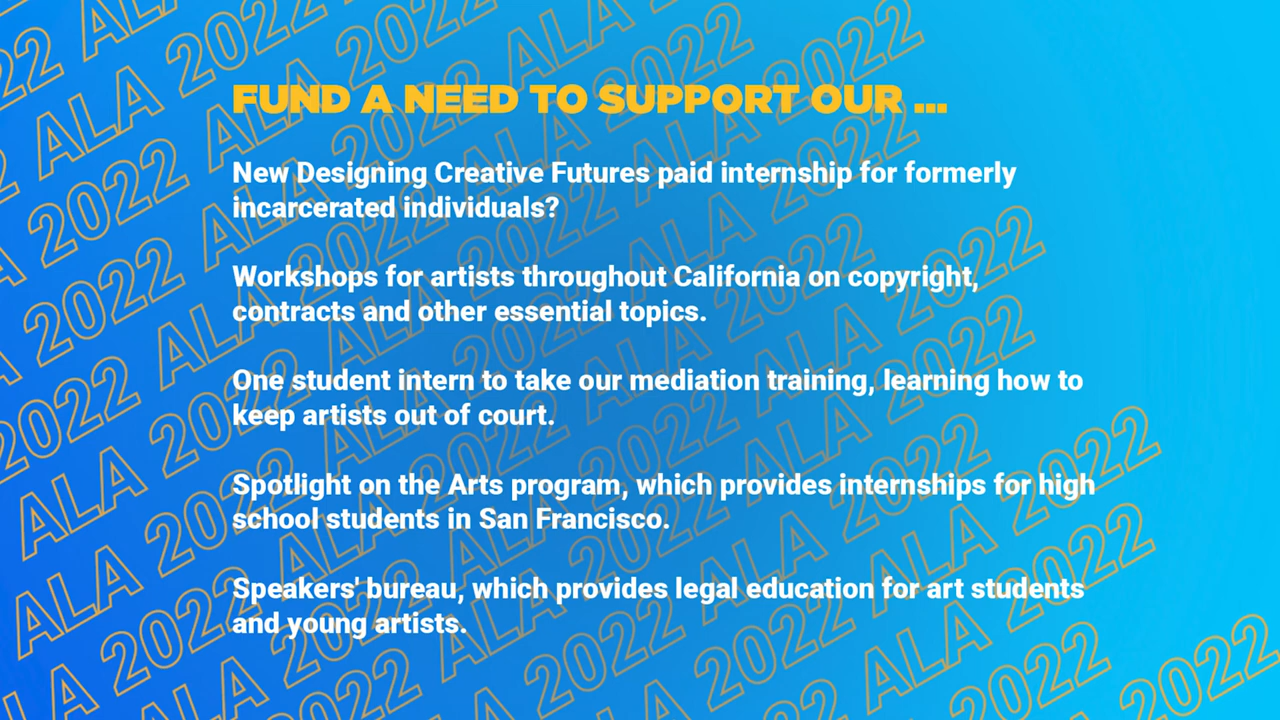 FUND A NEED TO SUPPORT OUR ...
New Designing Creative Futures paid internship for formerly
incarcerated individuals?
Workshops for artists throughout California on copyright,
contracts and other essential topics.
One student intern to take our mediation training, learning how to
keep artists out of court.
Spotlight on the Arts program, which provides internships for high
school students in San Francisco.
Speakers' bureau, which provides legal education for art students
and young artists.
ALA 2022